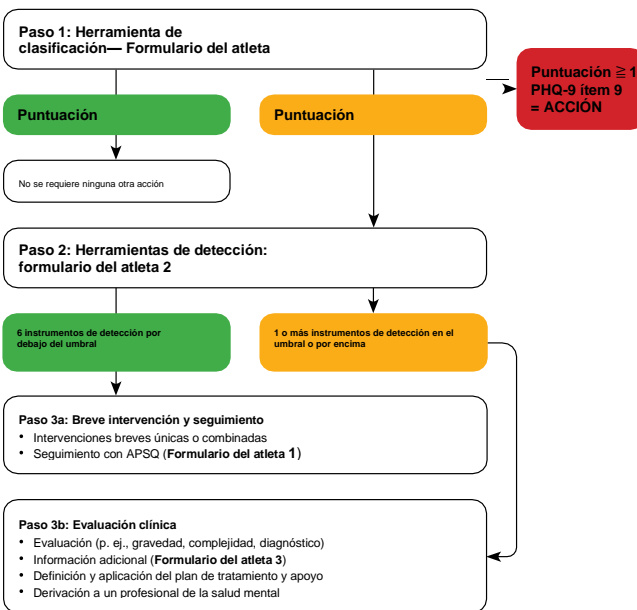 Paso 1: Herramienta de
clasificación— Formulario del atleta
Puntuación ≧ 1
PHQ-9 ítem 9
= ACCIÓN
Puntuación
Puntuación
No se requiere ninguna otra acción
Paso 2: Herramientas de detección:
formulario del atleta 2
6 instrumentos de detección por
debajo del umbral
1 o más instrumentos de detección en el
umbral o por encima
Paso 3a: Breve intervención y seguimiento
• Intervenciones breves únicas o combinadas
• Seguimiento con APSQ (Formulario del atleta 1)
Paso 3b: Evaluación clínica
• Evaluación (p. ej., gravedad, complejidad, diagnóstico)
• Información adicional (Formulario del atleta 3)
• Definición y aplicación del plan de tratamiento y apoyo
• Derivación a un profesional de la salud mental